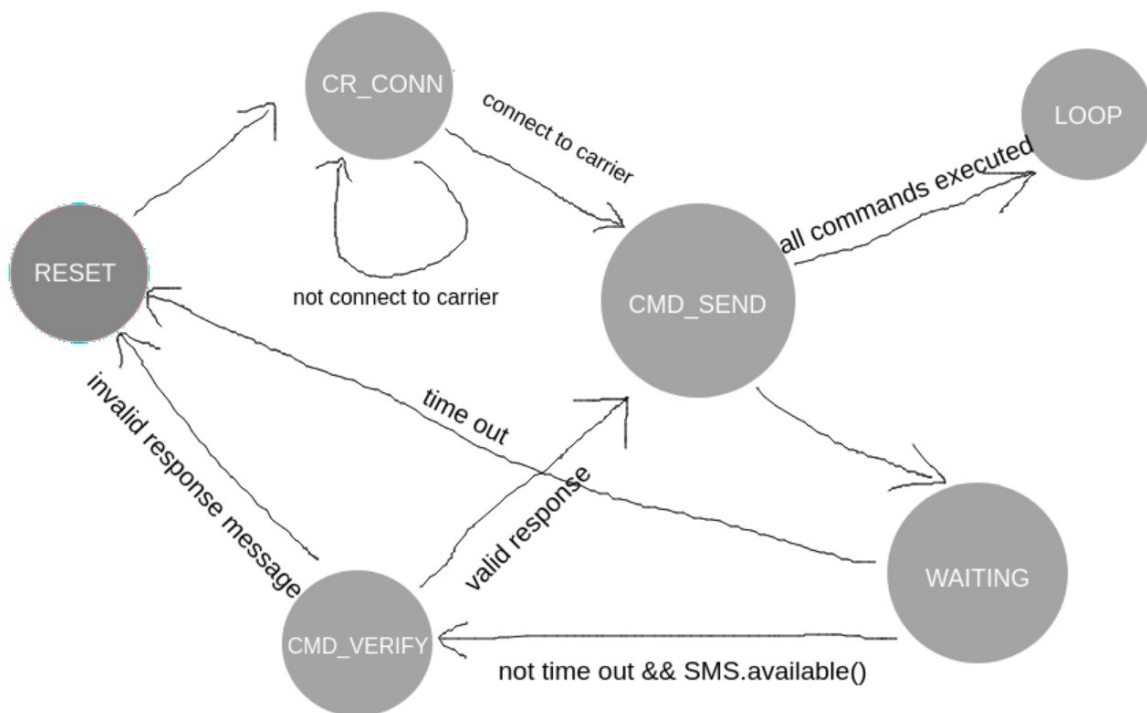 CR_CONN
connect to carrier
LOOP
all commands executed
RESET
not connect to carrier
CMD_SEND
time out
invalid response message
valid response
WAITING
CMD_VERIFY
not time out && SMS.available()